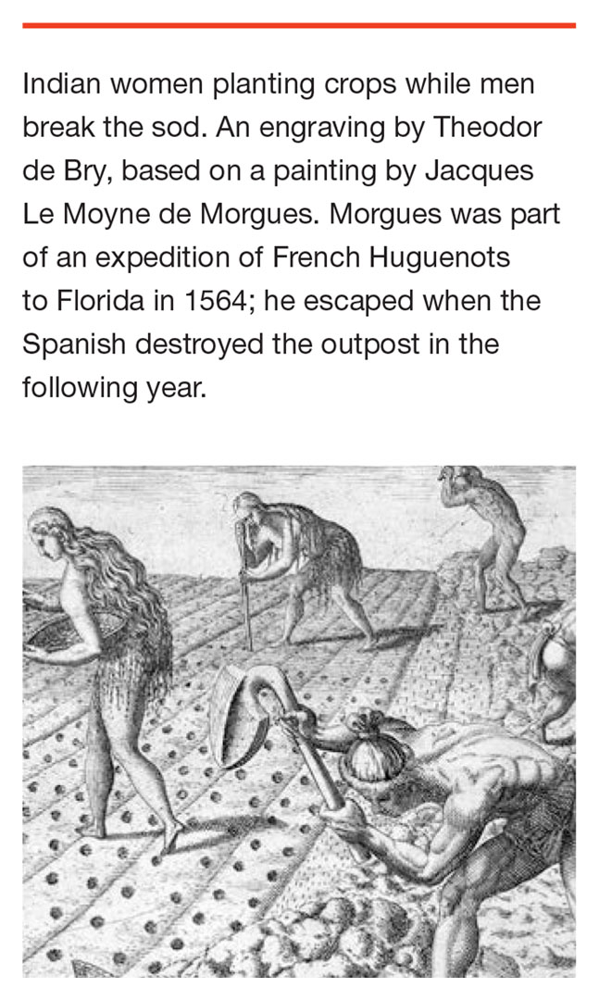 Indian women planting crops while men
break the sod. An engraving by Theodor
de Bry, based on a painting by Jacques
Le Moyne de Morgues. Morgues was part
of an expedition of French Huguenots
to Florida in 1564; he escaped when the
Spanish destroyed the outpost in the
following year.